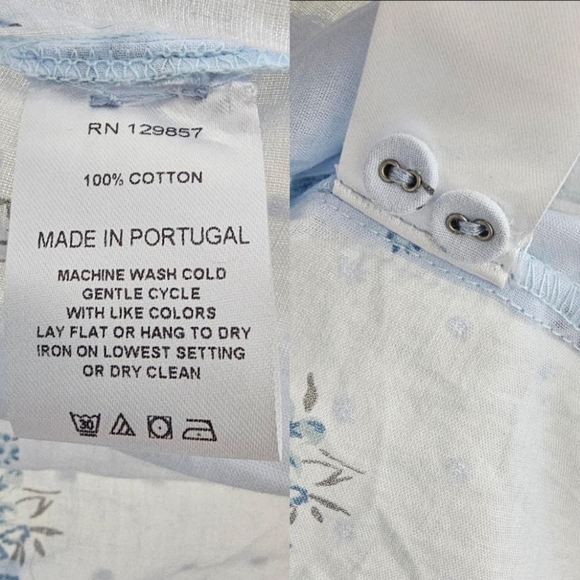 RN 129857
100% COTTON
MADE IN PORTUGAL
MACHINE WASH COLD
GENTLE CYCLE
WITH LIKE COLORS
LAY FLAT OR HANG TO DRY
IRON ON LOWEST SETTING
OR DRY CLEAN
30